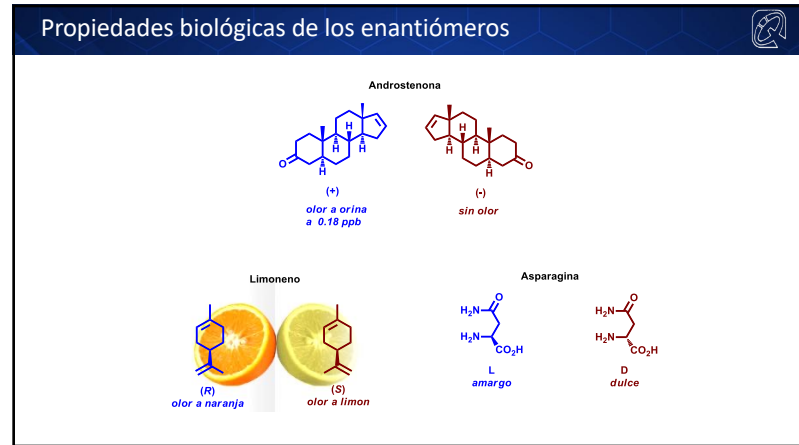 Propiedades biológicas de los enantiómeros
Androstenona
H
H
H
H
O
H
H
H
H
O
(+)
(-)
olor a orina
a 0.18 ppb
sin olor
Limoneno
Asparagina
(R)
olor a naranja
(S)
olor a limon
O
H₂N
H₂N
CO₂H
L
amargo
O
H₂N
H₂N
CO₂H
D
dulce